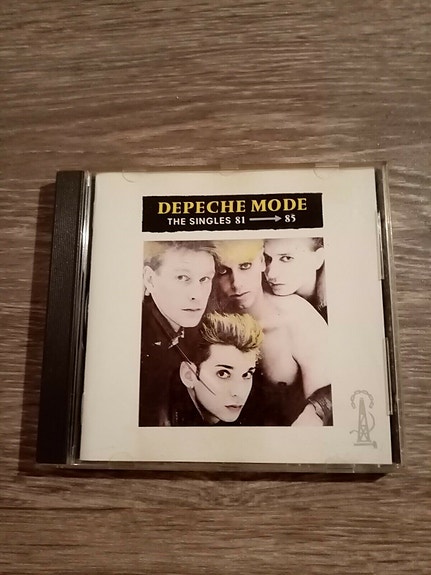 DEPECHE MODE
THE SINGLES 81 → 85